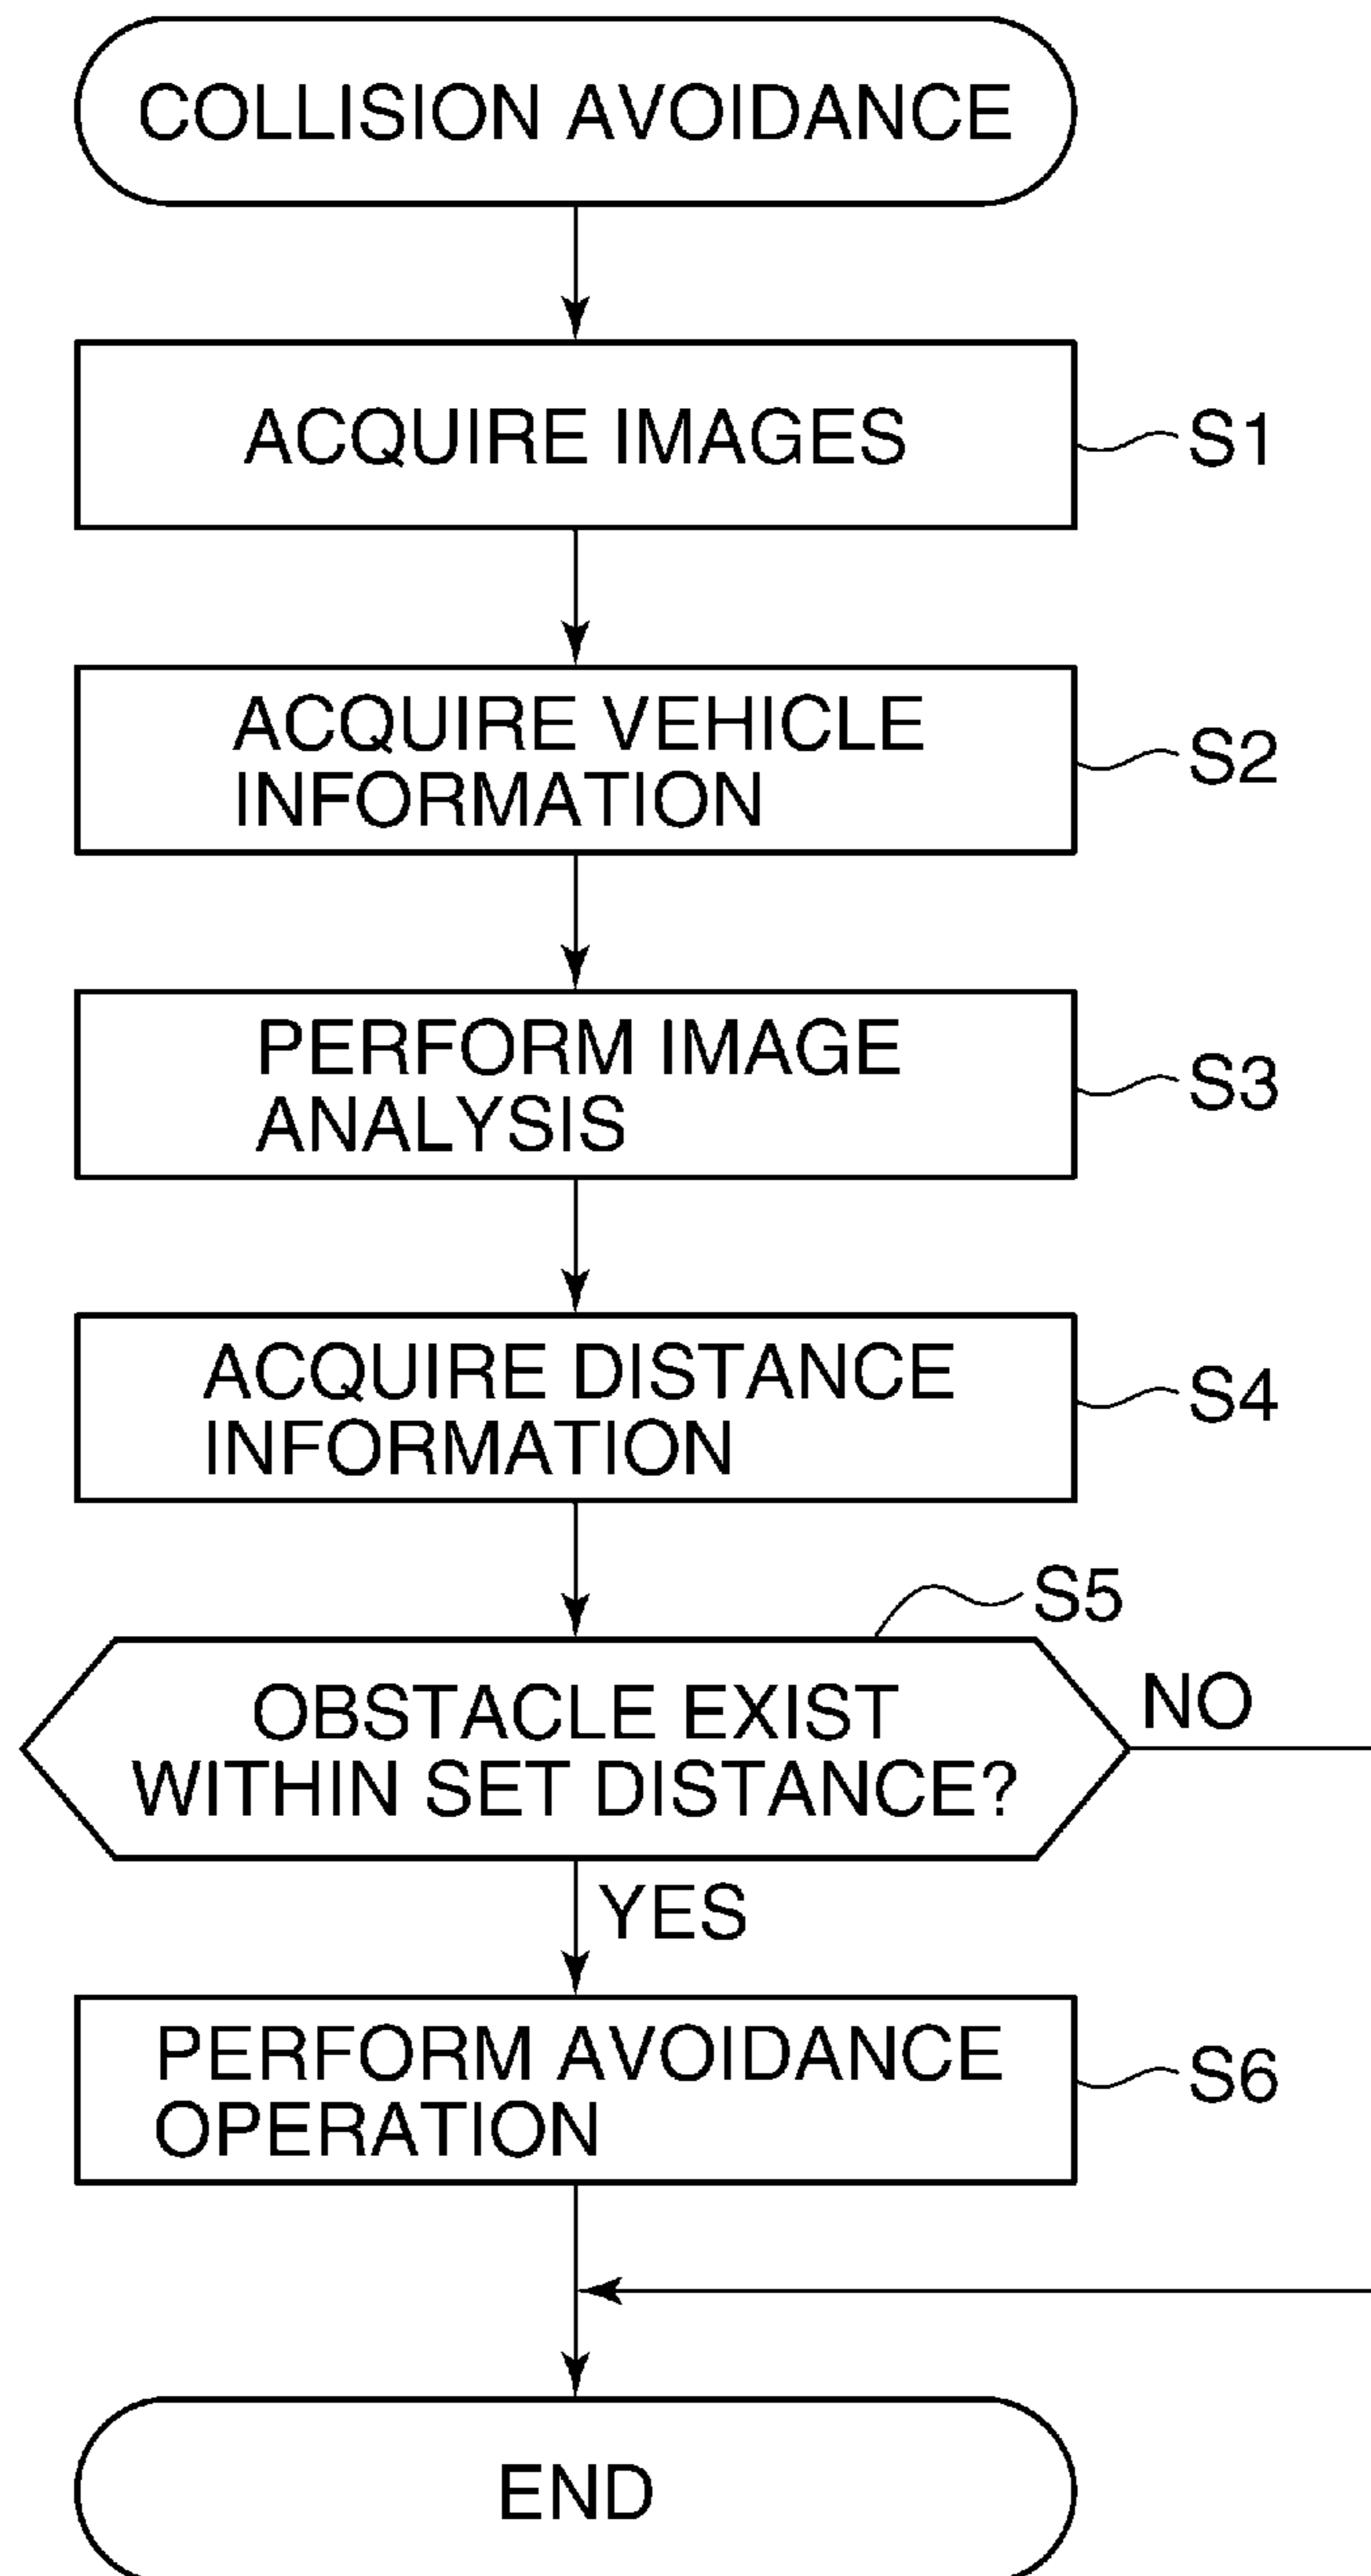 COLLISION AVOIDANCE
ACQUIRE IMAGES
S1
ACQUIRE VEHICLE
INFORMATION
S2
PERFORM IMAGE
ANALYSIS
S3
ACQUIRE DISTANCE
INFORMATION
S4
S5
OBSTACLE EXIST
WITHIN SET DISTANCE?
NO
YES
PERFORM AVOIDANCE
OPERATION
S6
END